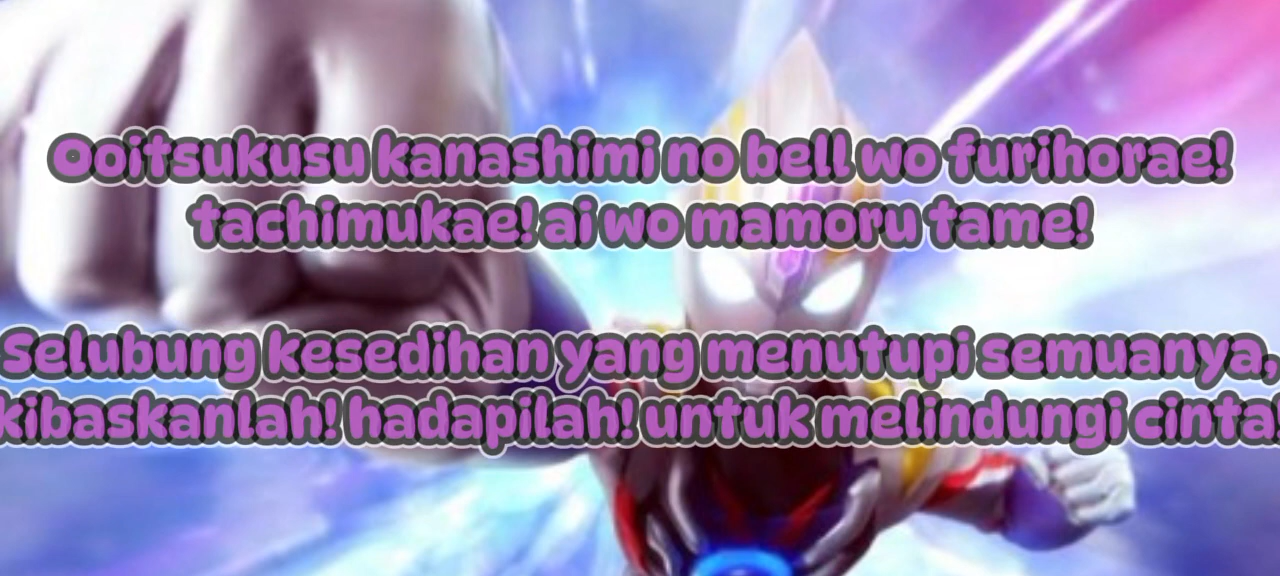 Ooitsukusu kanashimi no bell wo furihorae!
tachimukae! ai wo mamoru tame!
Selubung kesedihan yang menutupi semuanya,
kibaskanlah! hadapilah! untuk melindungi cinta!